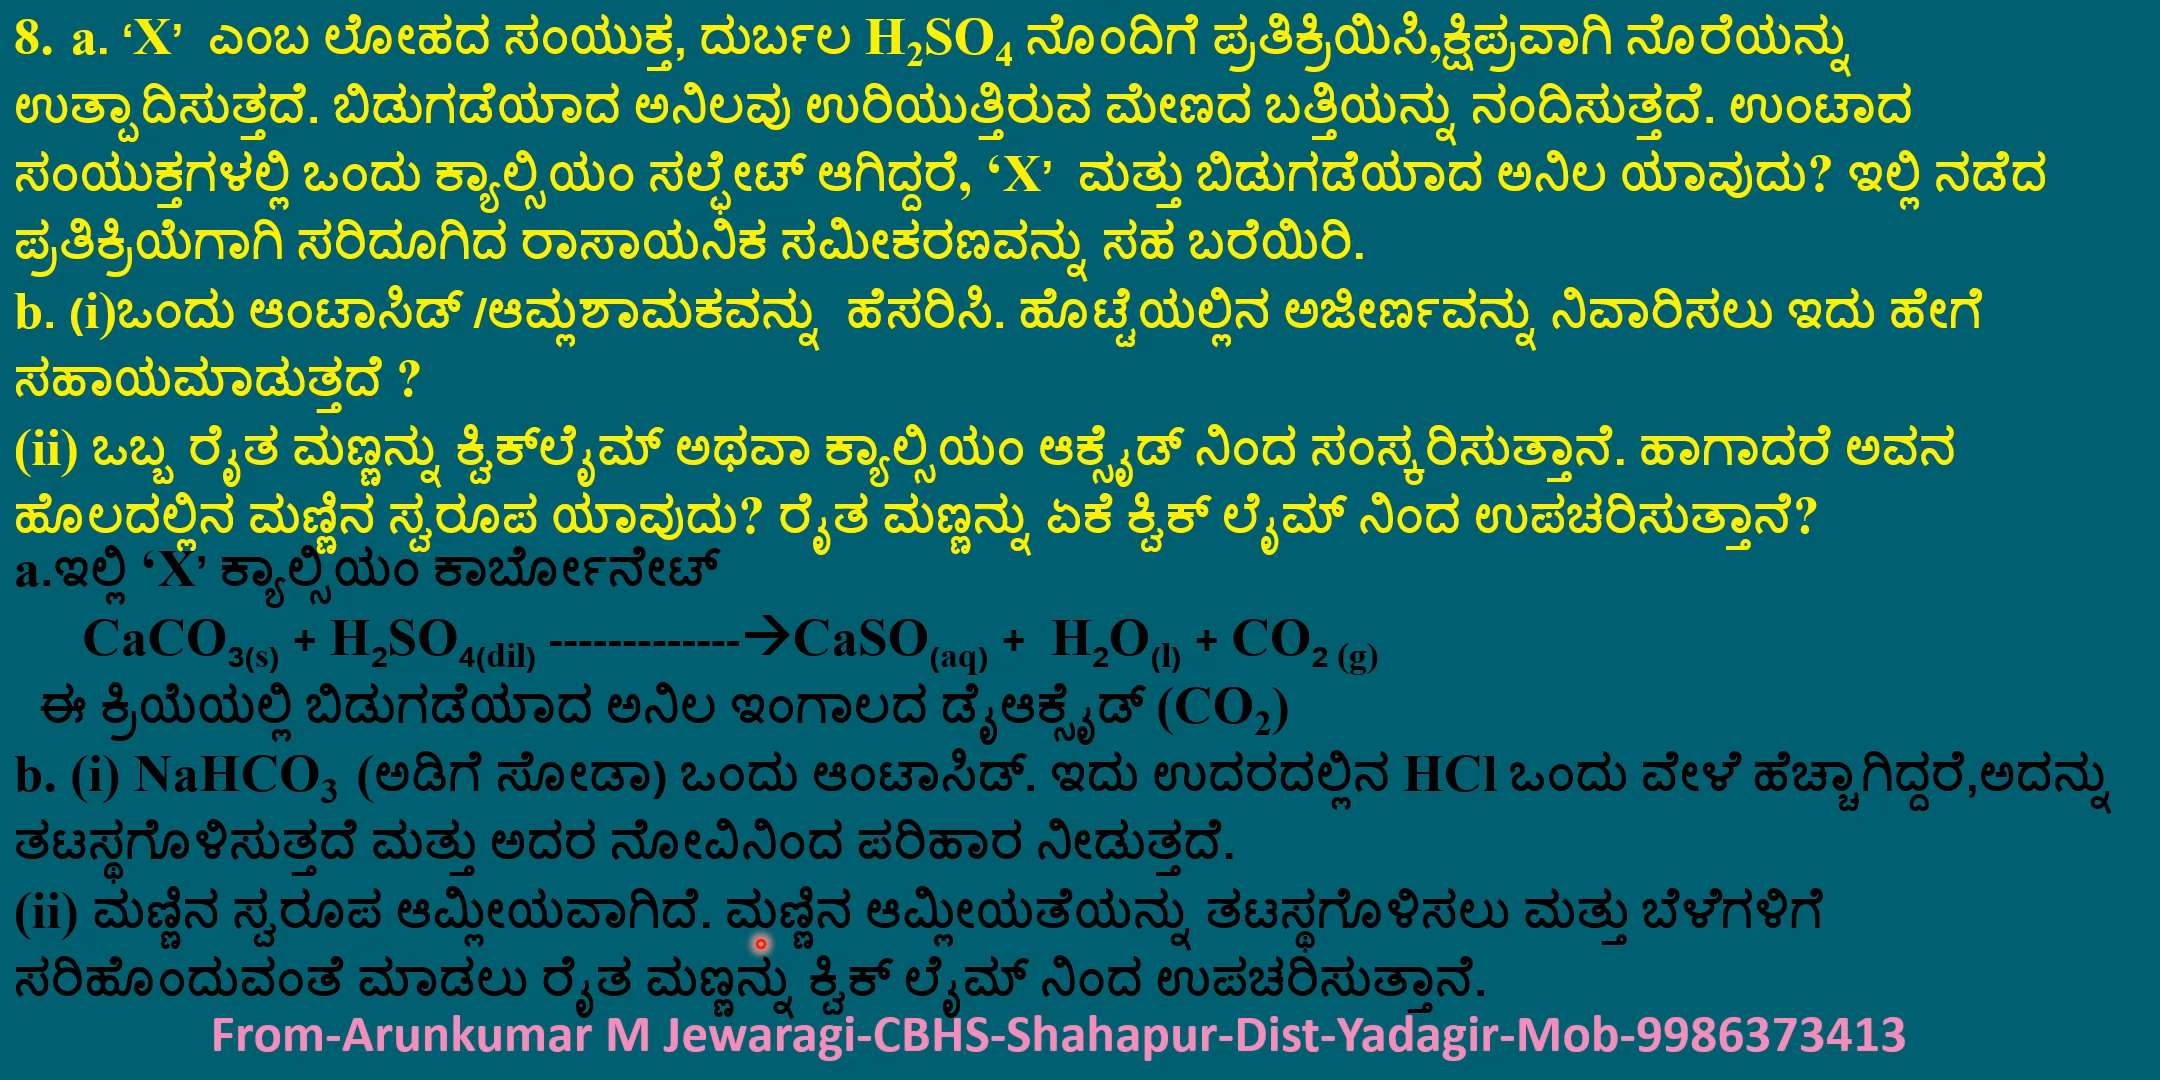 8. a. ‘X’ ಎಂಬ ಲೋಹದ ಸಂಯುಕ್ತ, ದುರ್ಬಲ H₂SO₄ ನೊಂದಿಗೆ ಪ್ರತಿಕ್ರಿಯಿಸಿ,ಕ್ಷಿಪ್ರವಾಗಿ ನೊರೆಯನ್ನು
ಉತ್ಪಾದಿಸುತ್ತದೆ. ಬಿಡುಗಡೆಯಾದ ಅನಿಲವು ಉರಿಯುತ್ತಿರುವ ಮೇಣದ ಬತ್ತಿಯನ್ನು ನಂದಿಸುತ್ತದೆ. ಉಂಟಾದ
ಸಂಯುಕ್ತಗಳಲ್ಲಿ ಒಂದು ಕ್ಯಾಲ್ಸಿಯಂ ಸಲ್ಫೇಟ್ ಆಗಿದ್ದರೆ, ‘X’ ಮತ್ತು ಬಿಡುಗಡೆಯಾದ ಅನಿಲ ಯಾವುದು? ಇಲ್ಲಿ ನಡೆದ
ಪ್ರತಿಕ್ರಿಯೆಗಾಗಿ ಸರಿದೂಗಿದ ರಾಸಾಯನಿಕ ಸಮೀಕರಣವನ್ನು ಸಹ ಬರೆಯಿರಿ.
b. (i)ಒಂದು ಆಂಟಾಸಿಡ್ /ಆಮ್ಲಶಾಮಕವನ್ನು ಹೆಸರಿಸಿ. ಹೊಟ್ಟೆಯಲ್ಲಿನ ಅಜೀರ್ಣವನ್ನು ನಿವಾರಿಸಲು ಇದು ಹೇಗೆ
ಸಹಾಯಮಾಡುತ್ತದೆ ?
(ii) ಒಬ್ಬ ರೈತ ಮಣ್ಣನ್ನು ಕ್ವಿಕ್‌ಲೈಮ್ ಅಥವಾ ಕ್ಯಾಲ್ಸಿಯಂ ಆಕ್ಸೈಡ್ ನಿಂದ ಸಂಸ್ಕರಿಸುತ್ತಾನೆ. ಹಾಗಾದರೆ ಅವನ
ಹೊಲದಲ್ಲಿನ ಮಣ್ಣಿನ ಸ್ವರೂಪ ಯಾವುದು? ರೈತ ಮಣ್ಣನ್ನು ಏಕೆ ಕ್ವಿಕ್ ಲೈಮ್ ನಿಂದ ಉಪಚರಿಸುತ್ತಾನೆ?
a.ಇಲ್ಲಿ ‘X’ ಕ್ಯಾಲ್ಸಿಯಂ ಕಾರ್ಬೋನೇಟ್
CaCO₃₍ₛ₎ + H₂SO₄(dil) -------------→CaSO(aq) + H₂O(l) + CO₂ (g)
ಈ ಕ್ರಿಯೆಯಲ್ಲಿ ಬಿಡುಗಡೆಯಾದ ಅನಿಲ ಇಂಗಾಲದ ಡೈಆಕ್ಸೈಡ್ (CO₂)
b. (i) NaHCO₃ (ಅಡಿಗೆ ಸೋಡಾ) ಒಂದು ಆಂಟಾಸಿಡ್. ಇದು ಉದರದಲ್ಲಿನ HCl ಒಂದು ವೇಳೆ ಹೆಚ್ಚಾಗಿದ್ದರೆ,ಅದನ್ನು
ತಟಸ್ಥಗೊಳಿಸುತ್ತದೆ ಮತ್ತು ಅದರ ನೋವಿನಿಂದ ಪರಿಹಾರ ನೀಡುತ್ತದೆ.
(ii) ಮಣ್ಣಿನ ಸ್ವರೂಪ ಆಮ್ಲೀಯವಾಗಿದೆ. ಮಣ್ಣಿನ ಆಮ್ಲೀಯತೆಯನ್ನು ತಟಸ್ಥಗೊಳಿಸಲು ಮತ್ತು ಬೆಳೆಗಳಿಗೆ
ಸರಿಹೊಂದುವಂತೆ ಮಾಡಲು ರೈತ ಮಣ್ಣನ್ನು ಕ್ವಿಕ್ ಲೈಮ್ ನಿಂದ ಉಪಚರಿಸುತ್ತಾನೆ.
From-Arunkumar M Jewaragi-CBHS-Shahapur-Dist-Yadagir-Mob-9986373413